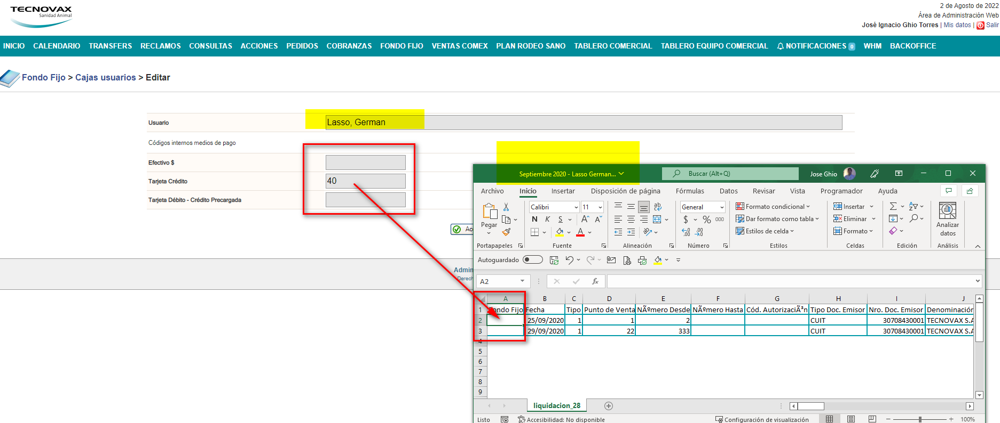 TECNOVAX
Sanidad Animal
2 de Agosto de 2022
Área de Administración Web
José Ignacio Ghio Torres | Mis datos | Salir
INICIO CALENDARIO TRANSFERS RECLAMOS CONSULTAS ACCIONES PEDIDOS COBRANZAS FONDO FIJO VENTAS COMEX PLAN RODEO SANO TABLERO COMERCIAL TABLERO EQUIPO COMERCIAL NOTIFICACIONES 0 WHM BACKOFFICE
Fondo Fijo > Cajas usuarios > Editar
Usuario Lasso, German
Códigos internos medios de pago
Efectivo $
Tarjeta Crédito 40
Tarjeta Débito - Crédito Precargada
Septiembre 2020 - Lasso German... Buscar (Alt+Q) Jose Ghio
Archivo Inicio Insertar Disposición de página Fórmulas Datos Revisar Vista Programador Ayuda
Pegar
Calibri 11
N K S
General
$ % 000
Formato condicional
Dar formato como tabla
Estilos de celda
Insertar
Eliminar
Formato
Analizar datos
Portapapeles Fuente Alineación Número Estilos Celdas Edición Análisis
Autoguardado
A2 fx
A B C D E F G H I J
1 Fondo Fijo Fecha Tipo Punto de Venta NÃºmero Desde NÃºmero Hasta Cód. AutorizaciÃ³n Tipo Doc. Emisor Nro. Doc. Emisor Denominación
2 25/09/2020 1 1 2 CUIT 30708430001 TECNOVAX S.A
3 29/09/2020 1 22 333 CUIT 30708430001 TECNOVAX S.A
4
5
6
7
8
9
liquidacion_28
Listo Accesibilidad: No disponible Configuración de visualización 100%